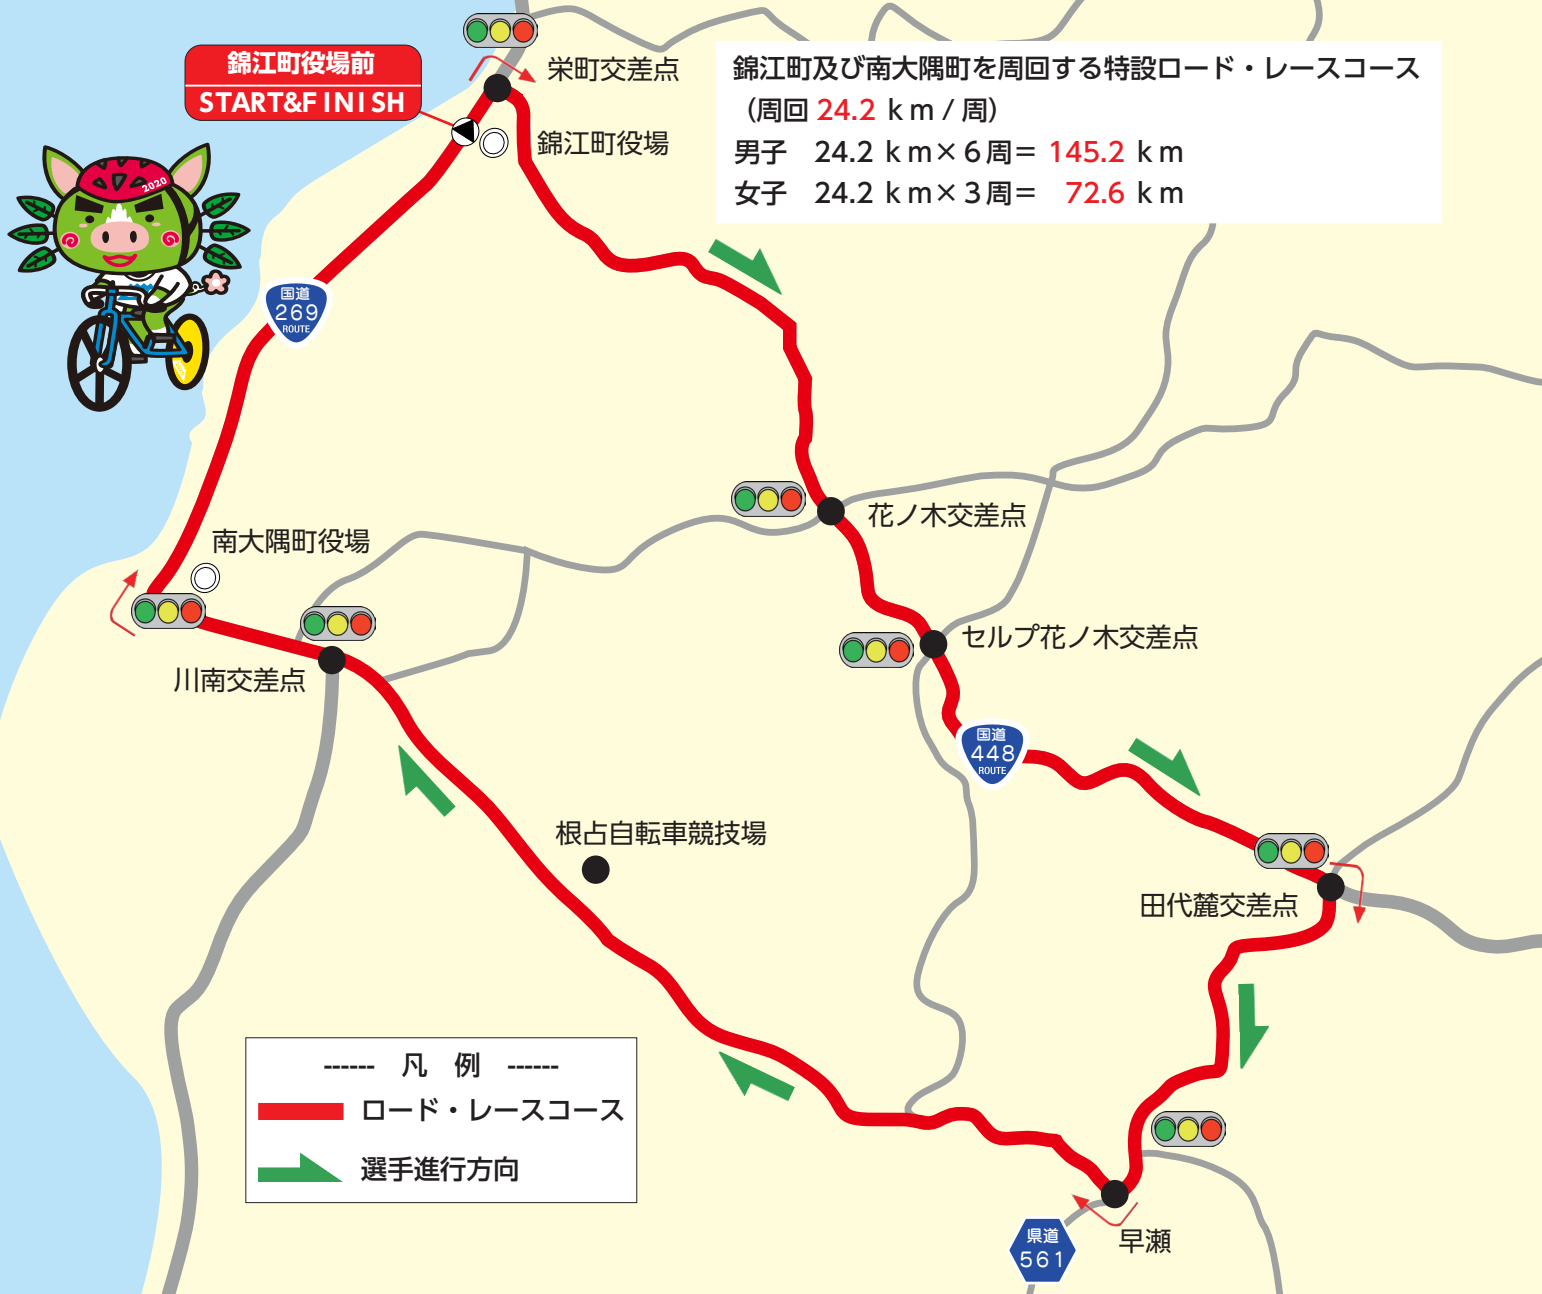 錦江町役場前
START&FINISH
栄町交差点
錦江町役場
錦江町及び南大隅町を周回する特設ロード・レースコース
（周回 24.2 km / 周）
男子　24.2 km×6周＝ 145.2 km
女子　24.2 km×3周＝ 72.6 km
2020
国道
269
ROUTE
花ノ木交差点
南大隅町役場
セルプ花ノ木交差点
川南交差点
国道
448
ROUTE
根占自転車競技場
田代麓交差点
------　凡　例　------
ロード・レースコース
選手進行方向
早瀬
県道
561